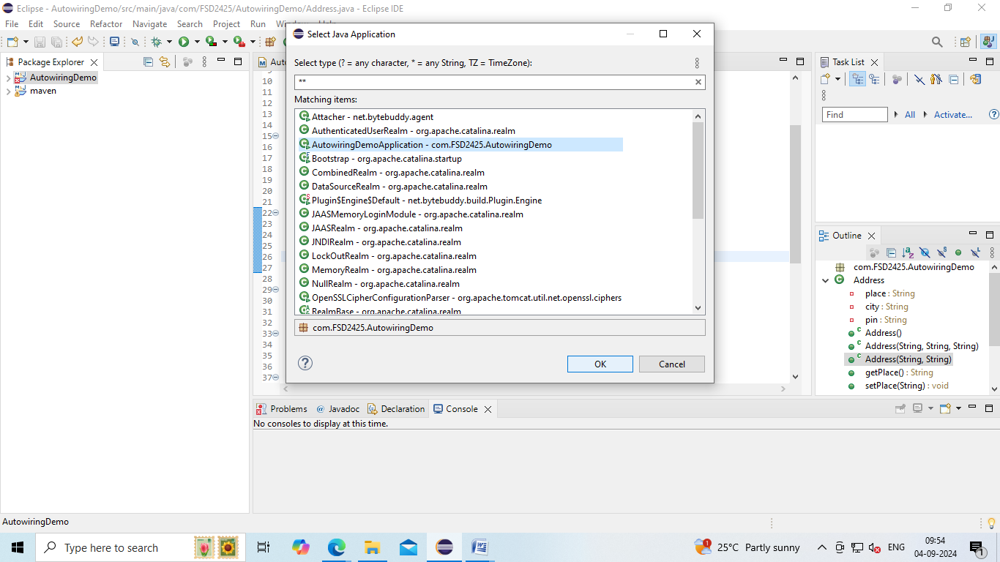 Eclipse - AutowiringDemo/src/main/java/com/FSD2425/AutowiringDemo/Address.java - Eclipse IDE
File Edit Source Refactor Navigate Search Project Run
Select Java Application
Package Explorer
AutowiringDemo
maven
Select type (? = any character, * = any String, TZ = TimeZone):
**
Matching items:
Attacher - net.bytebuddy.agent
AuthenticatedUserRealm - org.apache.catalina.realm
AutowiringDemoApplication - com.FSD2425.AutowiringDemo
Bootstrap - org.apache.catalina.startup
CombinedRealm - org.apache.catalina.realm
DataSourceRealm - org.apache.catalina.realm
Plugin$Engine$Default - net.bytebuddy.build.Plugin.Engine
JAASMemoryLoginModule - org.apache.catalina.realm
JAASRealm - org.apache.catalina.realm
JNDIRealm - org.apache.catalina.realm
LockOutRealm - org.apache.catalina.realm
MemoryRealm - org.apache.catalina.realm
NullRealm - org.apache.catalina.realm
OpenSSLCipherConfigurationParser - org.apache.tomcat.util.net.openssl.ciphers
RealmBase - org.apache.catalina.realm
com.FSD2425.AutowiringDemo
OK
Cancel
10
11
12
13
14
15
16
17
18
19
20
21
22
23
24
25
26
27
28
29
30
31
32
33
34
35
36
37
Task List
Find
All
Activate...
Outline
com.FSD2425.AutowiringDemo
Address
place : String
city : String
pin : String
Address()
Address(String, String, String)
Address(String, String)
getPlace() : String
setPlace(String) : void
Problems
@ Javadoc
Declaration
Console
No consoles to display at this time.
AutowiringDemo
Type here to search
1
25°C Partly sunny
ENG
09:54
04-09-2024
1